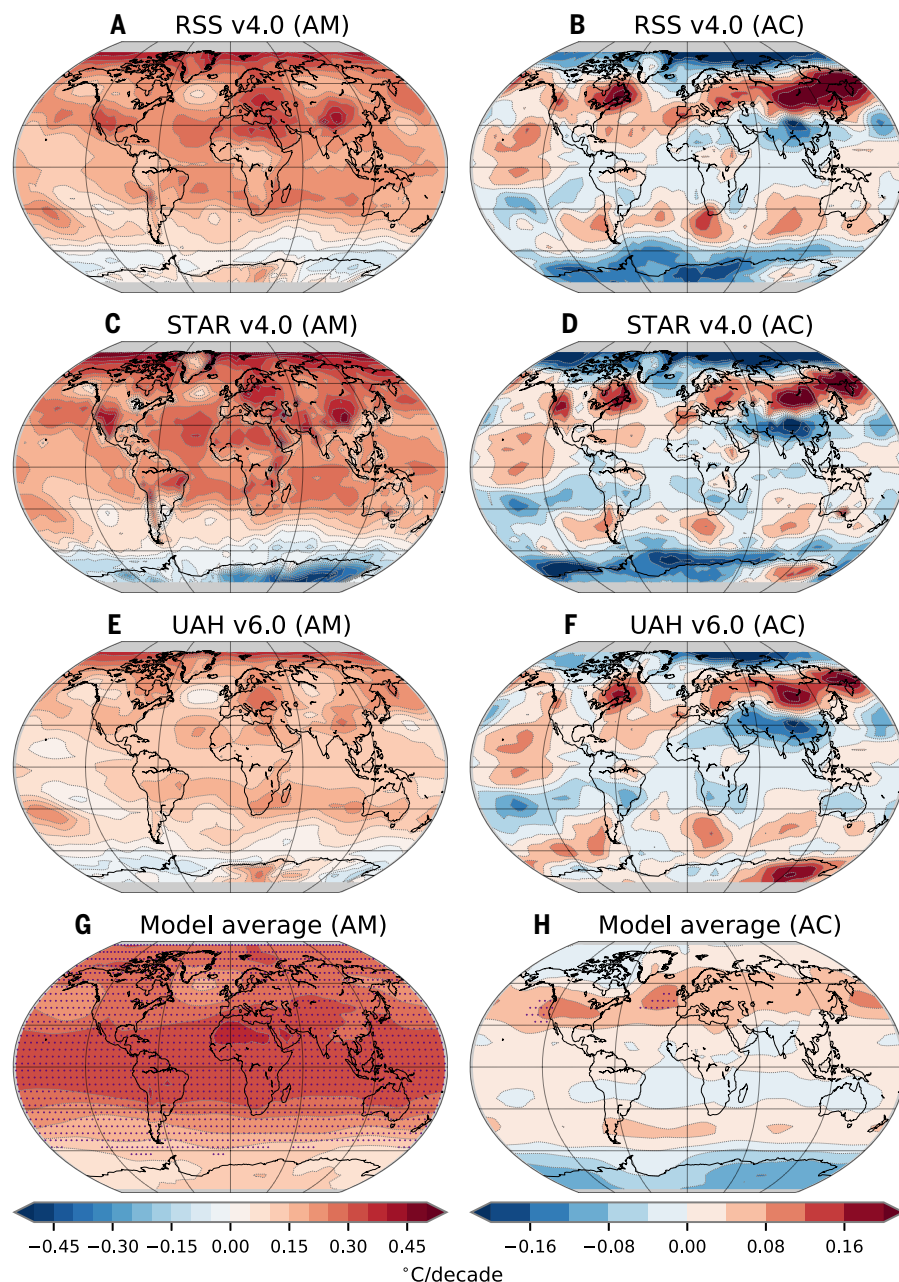 A RSS v4.0 (AM)
B RSS v4.0 (AC)
C STAR v4.0 (AM)
D STAR v4.0 (AC)
E UAH v6.0 (AM)
F UAH v6.0 (AC)
G Model average (AM)
H Model average (AC)
−0.45 −0.30 −0.15 0.00 0.15 0.30 0.45
−0.16 −0.08 0.00 0.08 0.16
°C/decade